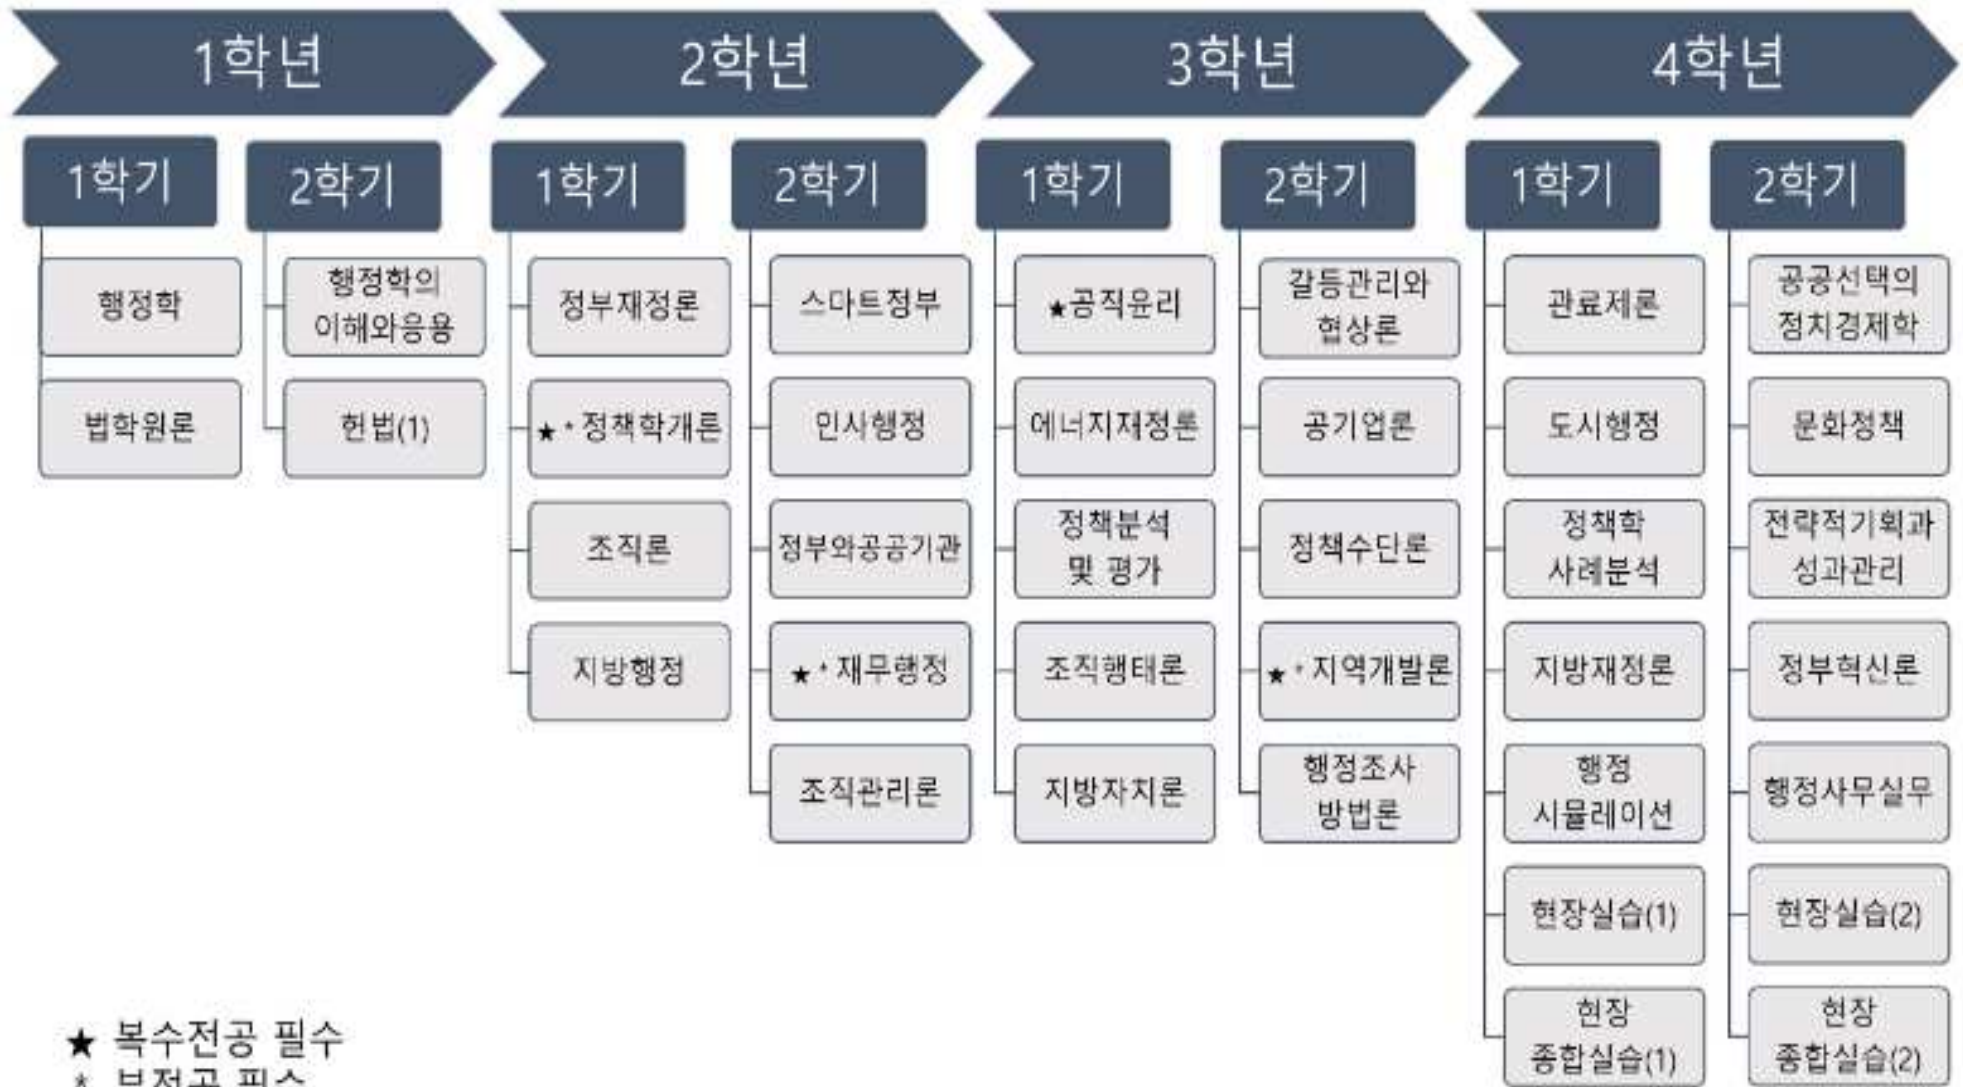 1학년
2학년
3학년
4학년
1학기
2학기
1학기
2학기
1학기
2학기
1학기
2학기
행정학
법학원론
행정학의
이해와응용
헌법(1)
정부재정론
★ * 정책학개론
조직론
지방행정
스마트정부
인사행정
정부와공공기관
★ * 재무행정
조직관리론
★공직윤리
에너지재정론
정책분석
및 평가
조직행태론
지방자치론
갈등관리와
협상론
공기업론
정책수단론
★ * 지역개발론
행정조사
방법론
관료제론
도시행정
정책학
사례분석
지방재정론
행정
시뮬레이션
현장실습(1)
현장
종합실습(1)
공공선택의
정치경제학
문화정책
전략적기획과
성과관리
정부혁신론
행정사무실무
현장실습(2)
현장
종합실습(2)
★ 복수전공 필수
* 부전공 필수